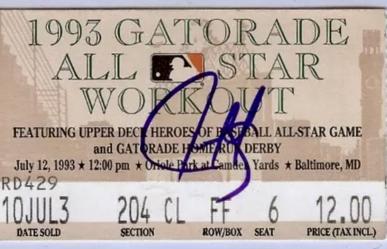 1993 GATORADE
ALL STAR
WORKOUT
FEATURING UPPER DECK HEROES OF BASEBALL ALL-STAR GAME
and GATORADE HOME RUN DERBY
July 12, 1993 ★ 12:00 pm ★ Oriole Park at Camden Yards ★ Baltimore, MD
RD429
10JUL3 204 CL FF 6 12.00
DATE SOLD SECTION ROW/BOX SEAT PRICE (TAX INCL.)